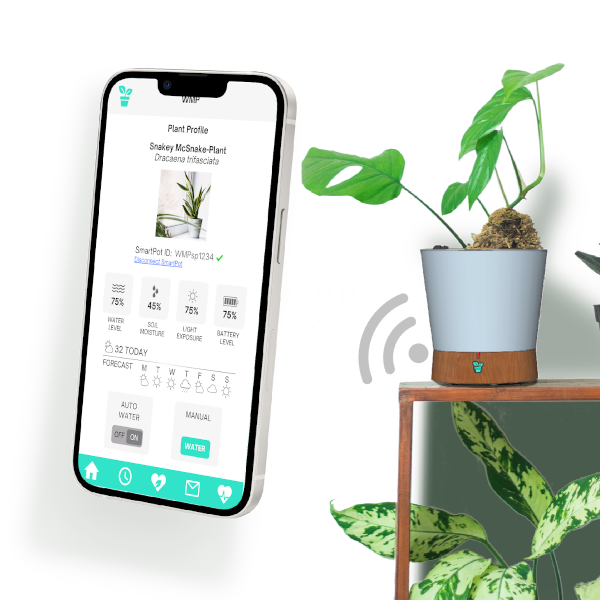 WMP
Plant Profile
Snakey McSnake-Plant
Dracaena trifasciata
SmartPot ID: WMPsp1234
Disconnect SmartPot
75% 45% 75% 75%
WATER LEVEL SOIL MOISTURE LIGHT EXPOSURE BATTERY LEVEL
32 TODAY
FORECAST M T W T F S S
AUTO WATER MANUAL
OFF ON WATER